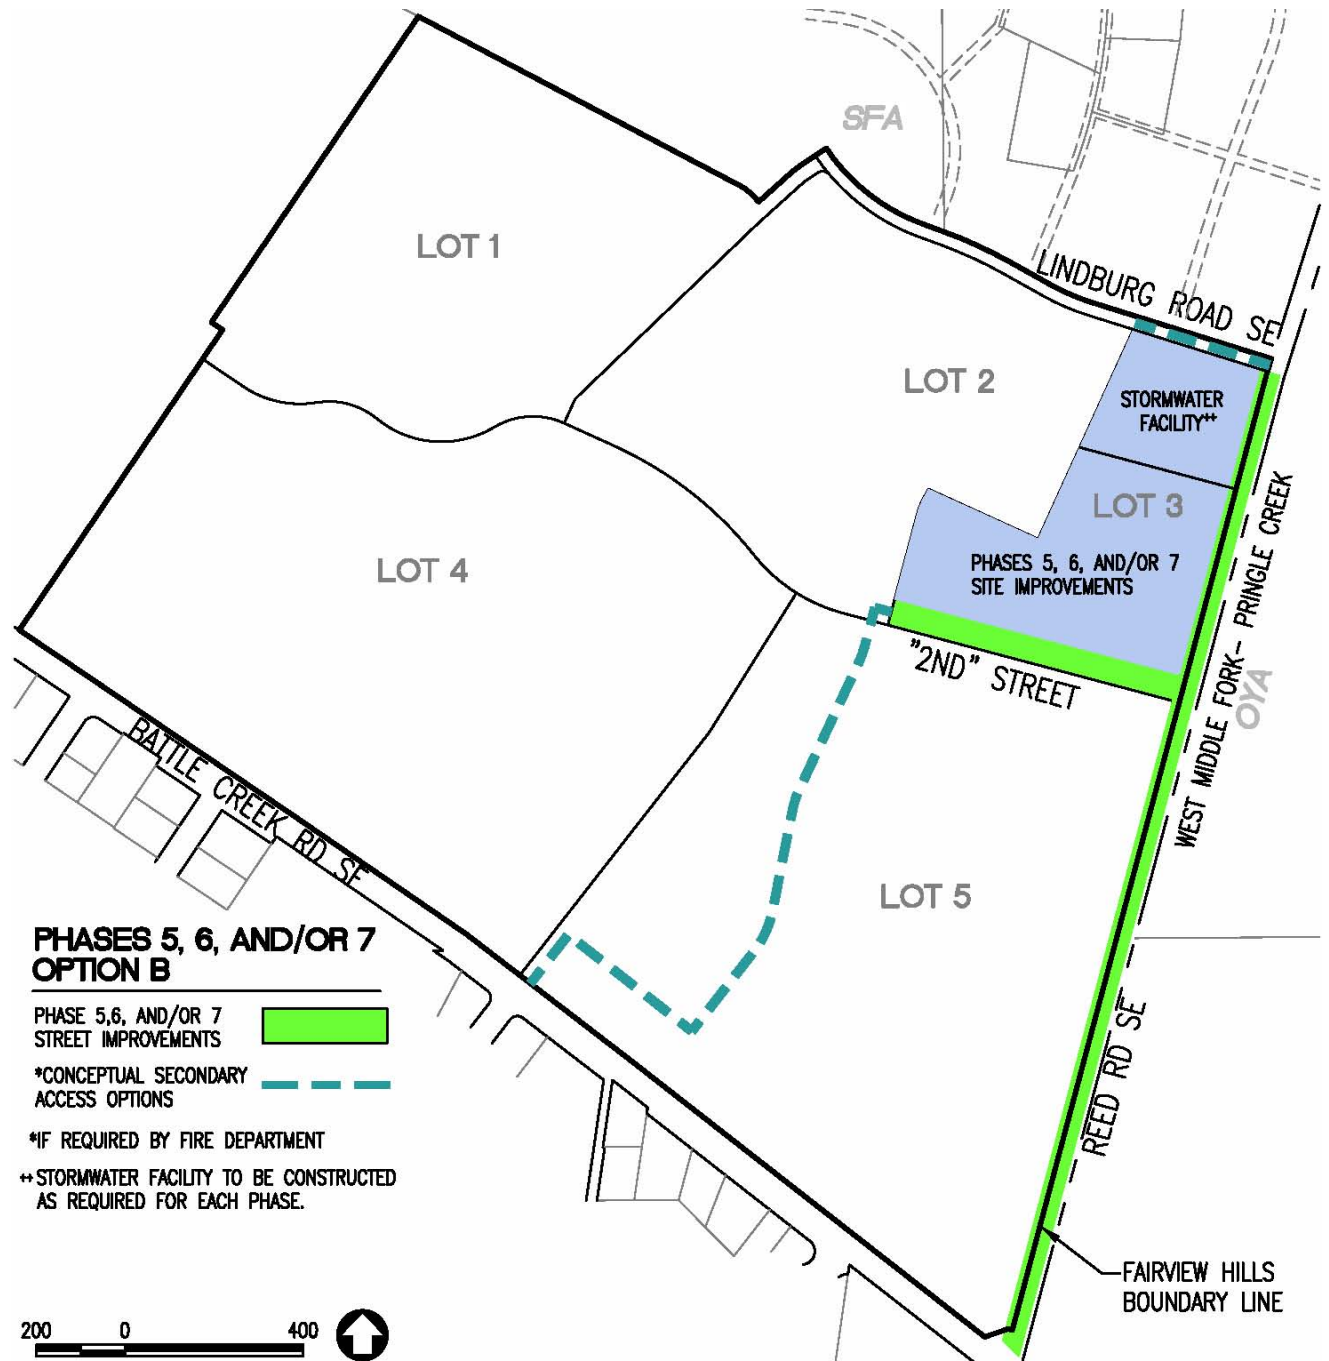 SFA
LOT 1
LINDBURG ROAD SE
LOT 2
STORMWATER
FACILITY++
LOT 3
PHASES 5, 6, AND/OR 7
SITE IMPROVEMENTS
LOT 4
"2ND" STREET
WEST MIDDLE FORK- PRINGLE CREEK
OYA
BATTLE CREEK RD SE
LOT 5
REED RD SE
PHASES 5, 6, AND/OR 7
OPTION B
PHASE 5,6, AND/OR 7
STREET IMPROVEMENTS
*CONCEPTUAL SECONDARY
ACCESS OPTIONS
*IF REQUIRED BY FIRE DEPARTMENT
++ STORMWATER FACILITY TO BE CONSTRUCTED
AS REQUIRED FOR EACH PHASE.
FAIRVIEW HILLS
BOUNDARY LINE
200 0 400